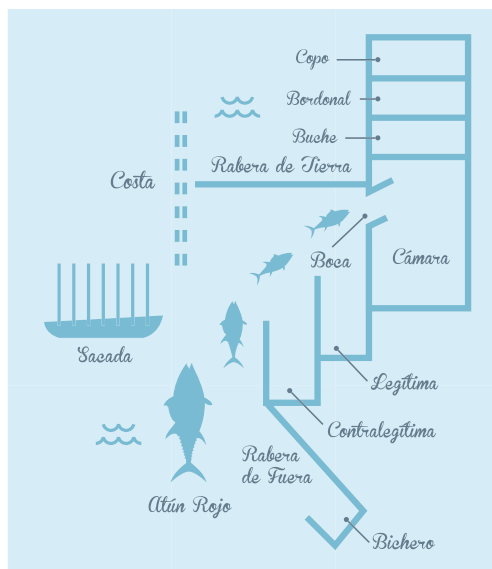 Copo
Bordonal
Buche
Rabera de Tierra
Costa
Boca
Cámara
Sacada
Legítima
Contralegítima
Rabera
de Fuera
Atún Rojo
Bichero